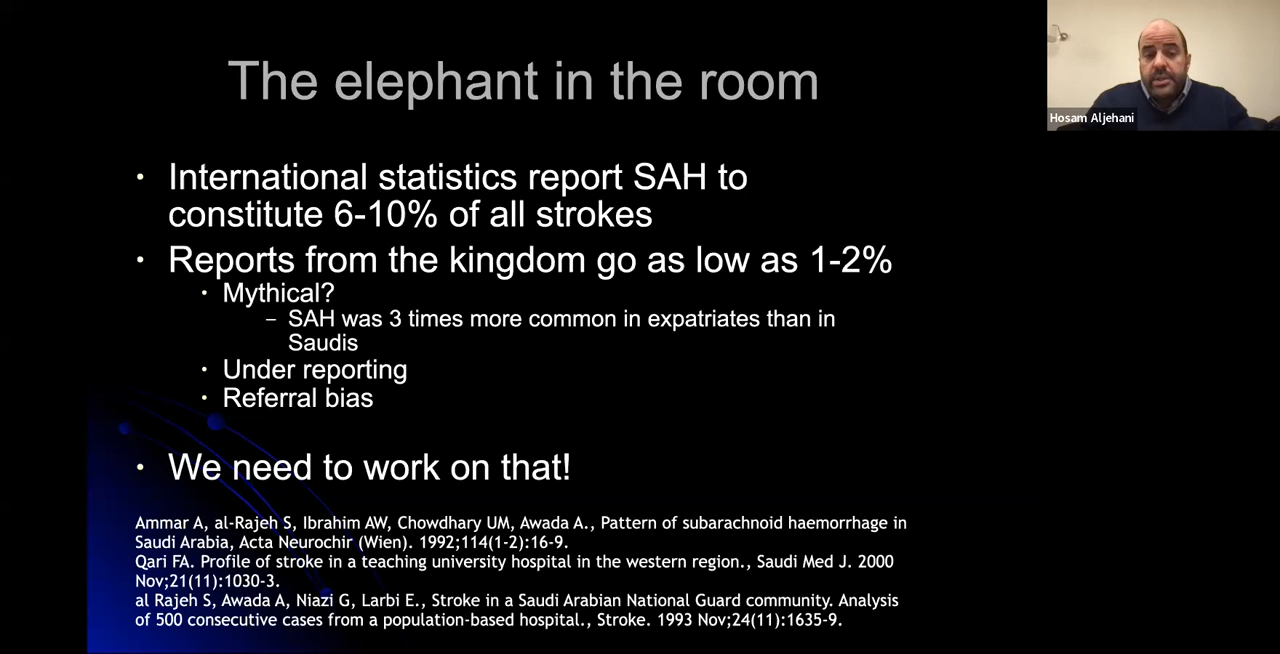 The elephant in the room
Hosam Aljehani
• International statistics report SAH to
constitute 6-10% of all strokes
• Reports from the kingdom go as low as 1-2%
• Mythical?
– SAH was 3 times more common in expatriates than in
Saudis
• Under reporting
• Referral bias
• We need to work on that!
Ammar A, al-Rajeh S, Ibrahim AW, Chowdhary UM, Awada A., Pattern of subarachnoid haemorrhage in
Saudi Arabia, Acta Neurochir (Wien). 1992;114(1-2):16-9.
Qari FA. Profile of stroke in a teaching university hospital in the western region., Saudi Med J. 2000
Nov;21(11):1030-3.
al Rajeh S, Awada A, Niazi G, Larbi E., Stroke in a Saudi Arabian National Guard community. Analysis
of 500 consecutive cases from a population-based hospital., Stroke. 1993 Nov;24(11):1635-9.